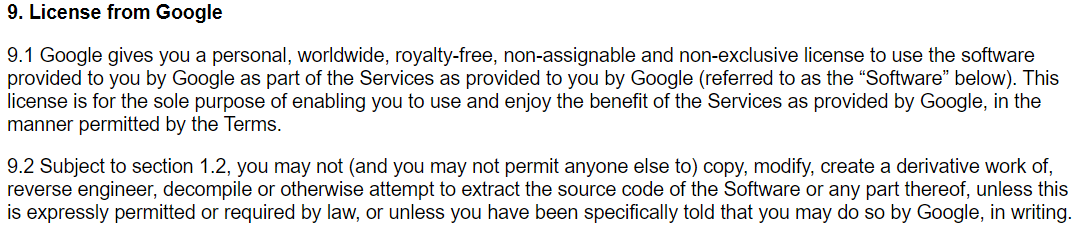 9. License from Google
9.1 Google gives you a personal, worldwide, royalty-free, non-assignable and non-exclusive license to use the software
provided to you by Google as part of the Services as provided to you by Google (referred to as the “Software” below). This
license is for the sole purpose of enabling you to use and enjoy the benefit of the Services as provided by Google, in the
manner permitted by the Terms.
9.2 Subject to section 1.2, you may not (and you may not permit anyone else to) copy, modify, create a derivative work of,
reverse engineer, decompile or otherwise attempt to extract the source code of the Software or any part thereof, unless this
is expressly permitted or required by law, or unless you have been specifically told that you may do so by Google, in writing.